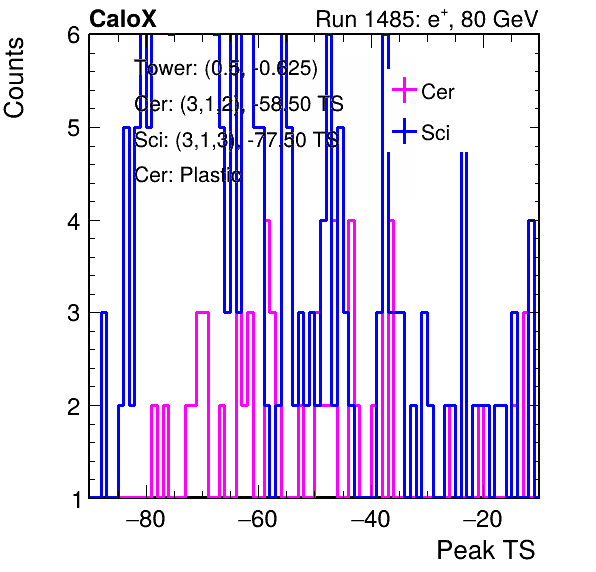 CaloX Run 1485: e⁺, 80 GeV
Counts
6
Tower: (0.5, -0.625)
Cer: (3,1,2), -58.50 TS
Sci: (3,1,3), -77.50 TS
Cer: Plastic
Cer
Sci
5
4
3
2
1
−80 −60 −40 −20
Peak TS